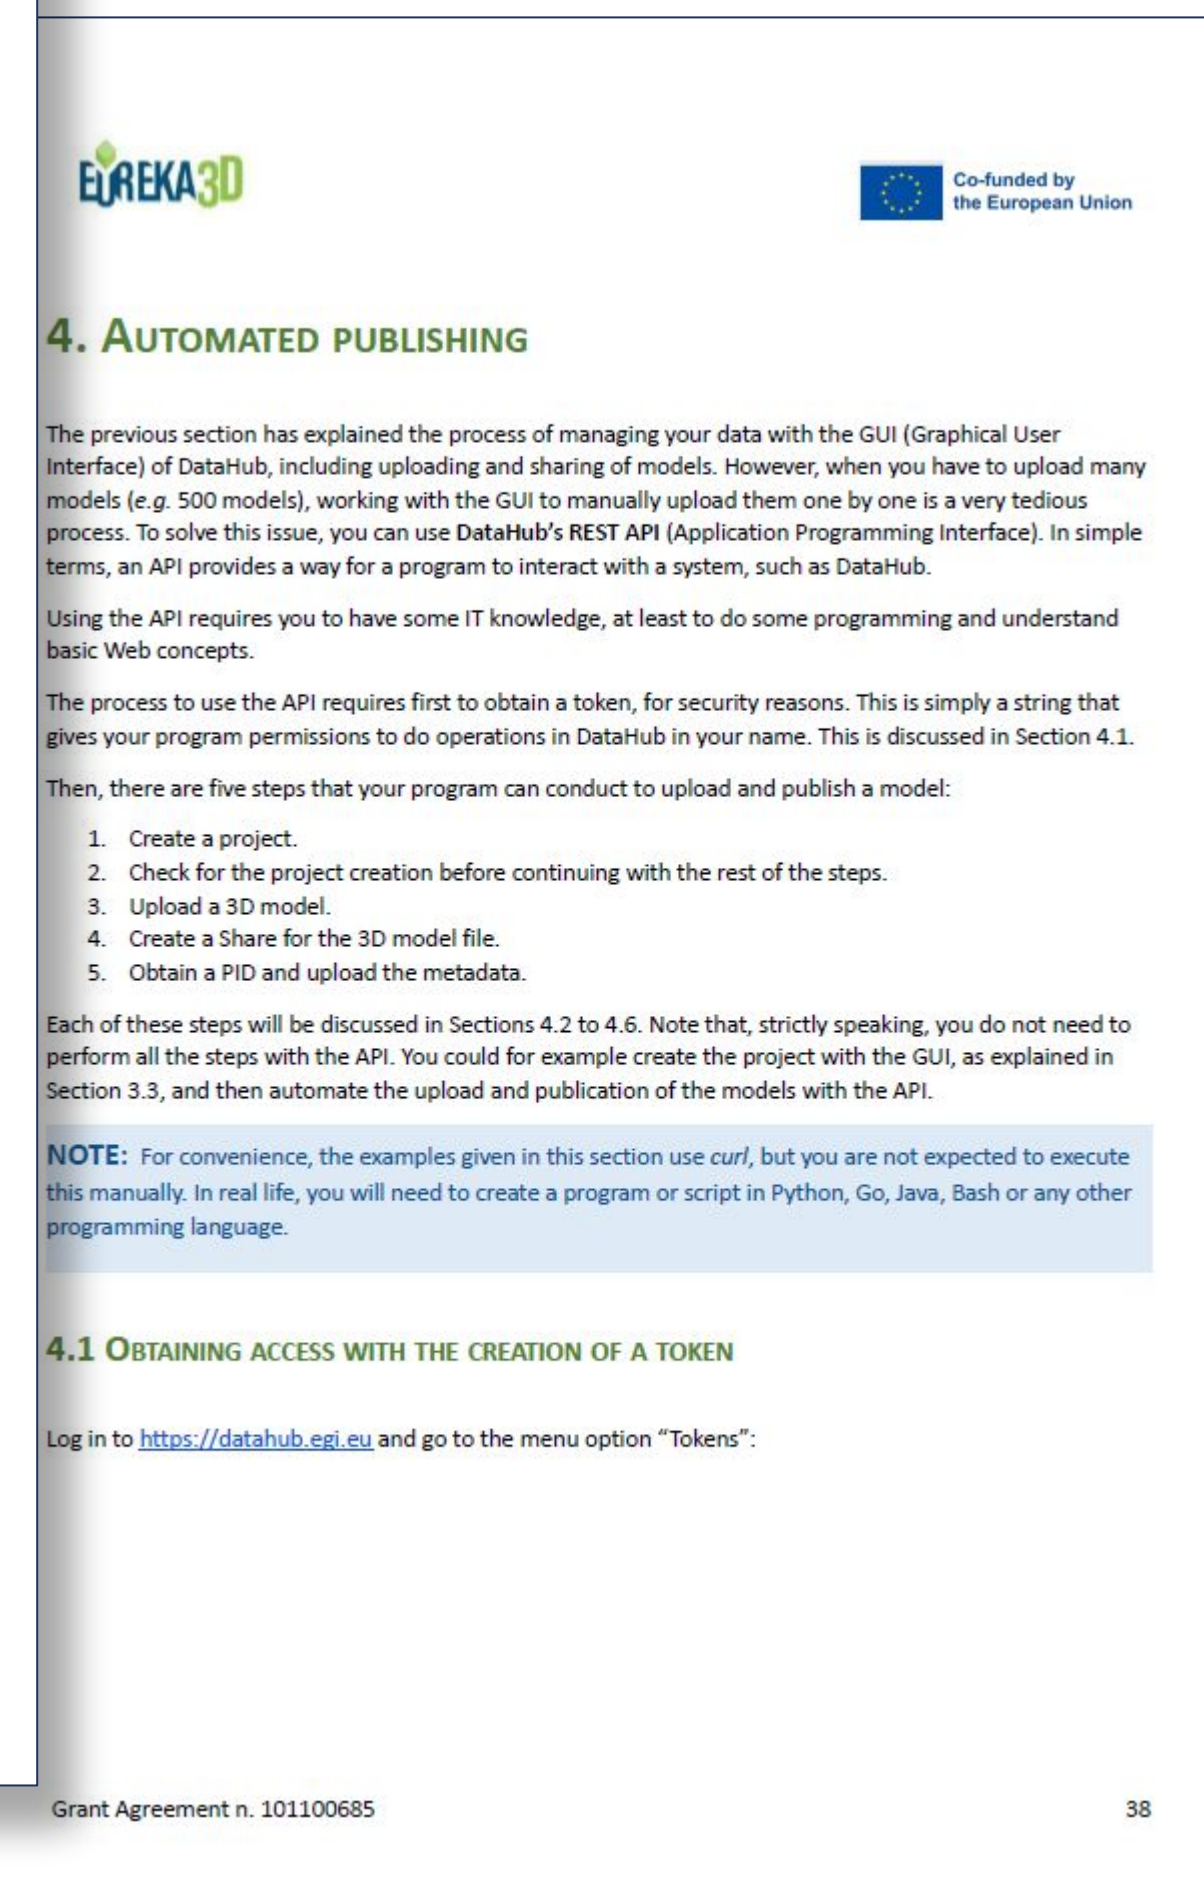 EUREKA3D
Co-funded by
the European Union
4. AUTOMATED PUBLISHING
The previous section has explained the process of managing your data with the GUI (Graphical User
Interface) of DataHub, including uploading and sharing of models. However, when you have to upload many
models (e.g. 500 models), working with the GUI to manually upload them one by one is a very tedious
process. To solve this issue, you can use DataHub's REST API (Application Programming Interface). In simple
terms, an API provides a way for a program to interact with a system, such as DataHub.
Using the API requires you to have some IT knowledge, at least to do some programming and understand
basic Web concepts.
The process to use the API requires first to obtain a token, for security reasons. This is simply a string that
gives your program permissions to do operations in DataHub in your name. This is discussed in Section 4.1.
Then, there are five steps that your program can conduct to upload and publish a model:
1. Create a project.
2. Check for the project creation before continuing with the rest of the steps.
3. Upload a 3D model.
4. Create a Share for the 3D model file.
5. Obtain a PID and upload the metadata.
Each of these steps will be discussed in Sections 4.2 to 4.6. Note that, strictly speaking, you do not need to
perform all the steps with the API. You could for example create the project with the GUI, as explained in
Section 3.3, and then automate the upload and publication of the models with the API.
NOTE: For convenience, the examples given in this section use curl, but you are not expected to execute
this manually. In real life, you will need to create a program or script in Python, Go, Java, Bash or any other
programming language.
4.1 OBTAINING ACCESS WITH THE CREATION OF A TOKEN
Log in to https://datahub.egi.eu and go to the menu option “Tokens”:
Grant Agreement n. 101100685
38